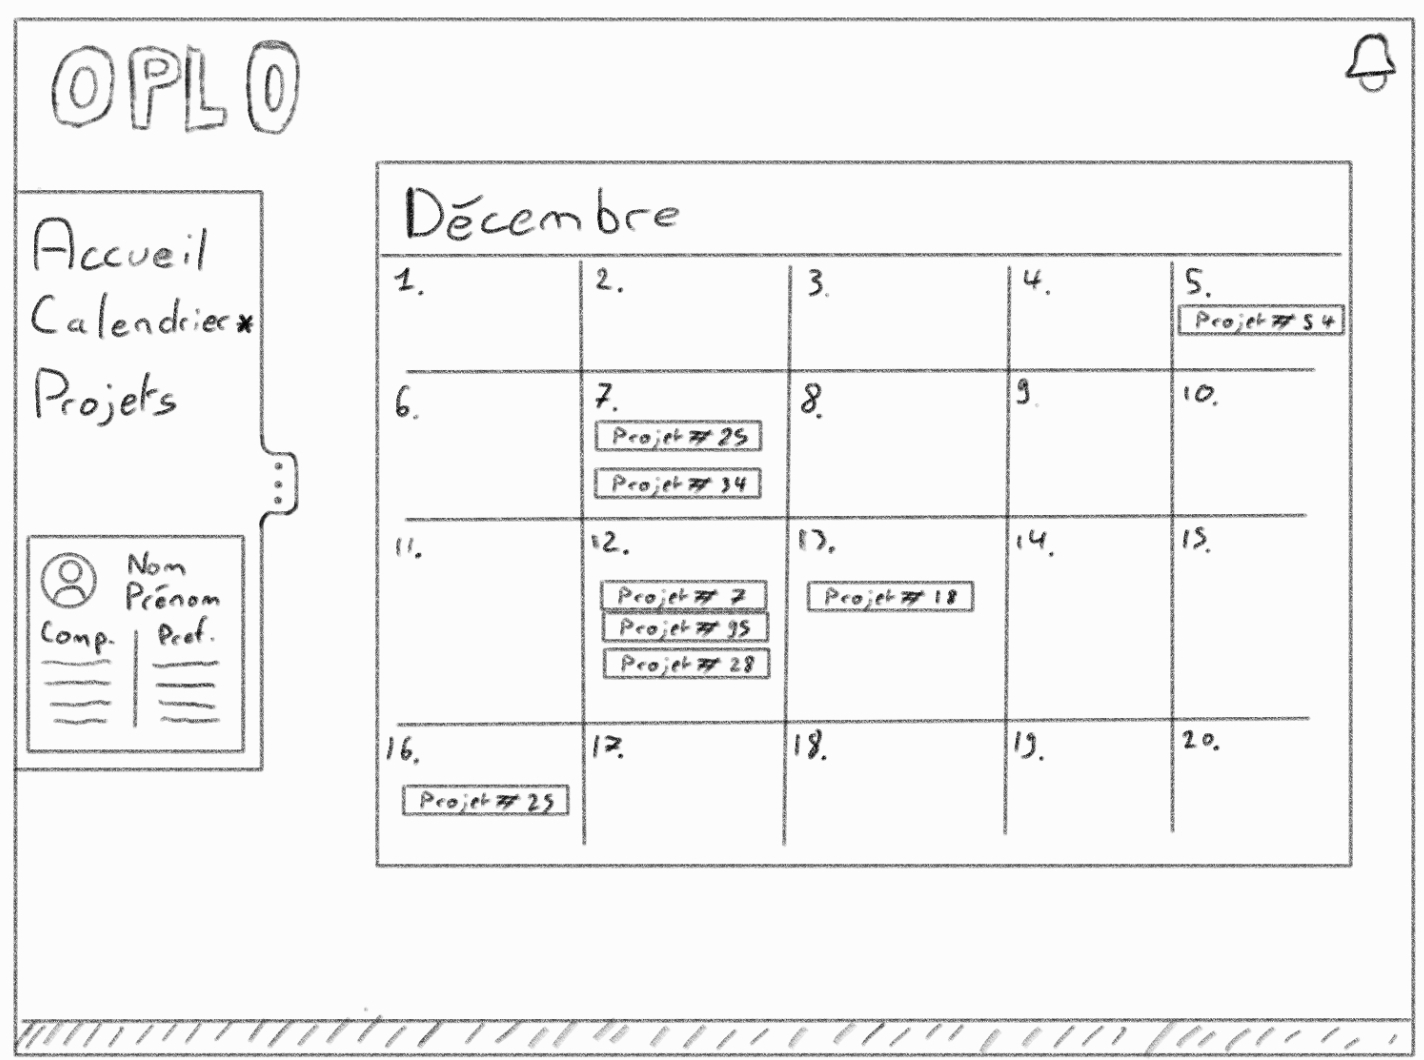 OPLO
Accueil
Calendrier*
Projets
Nom
Prénom
Comp. Pref.
Décembre
1. 2. 3. 4. 5.
Projet # 54
6. 7. 8. 9. 10.
Projet # 25
Projet # 34
11. 12. 13. 14. 15.
Projet # 7 Projet # 18
Projet # 95
Projet # 28
16. 17. 18. 19. 20.
Projet # 25